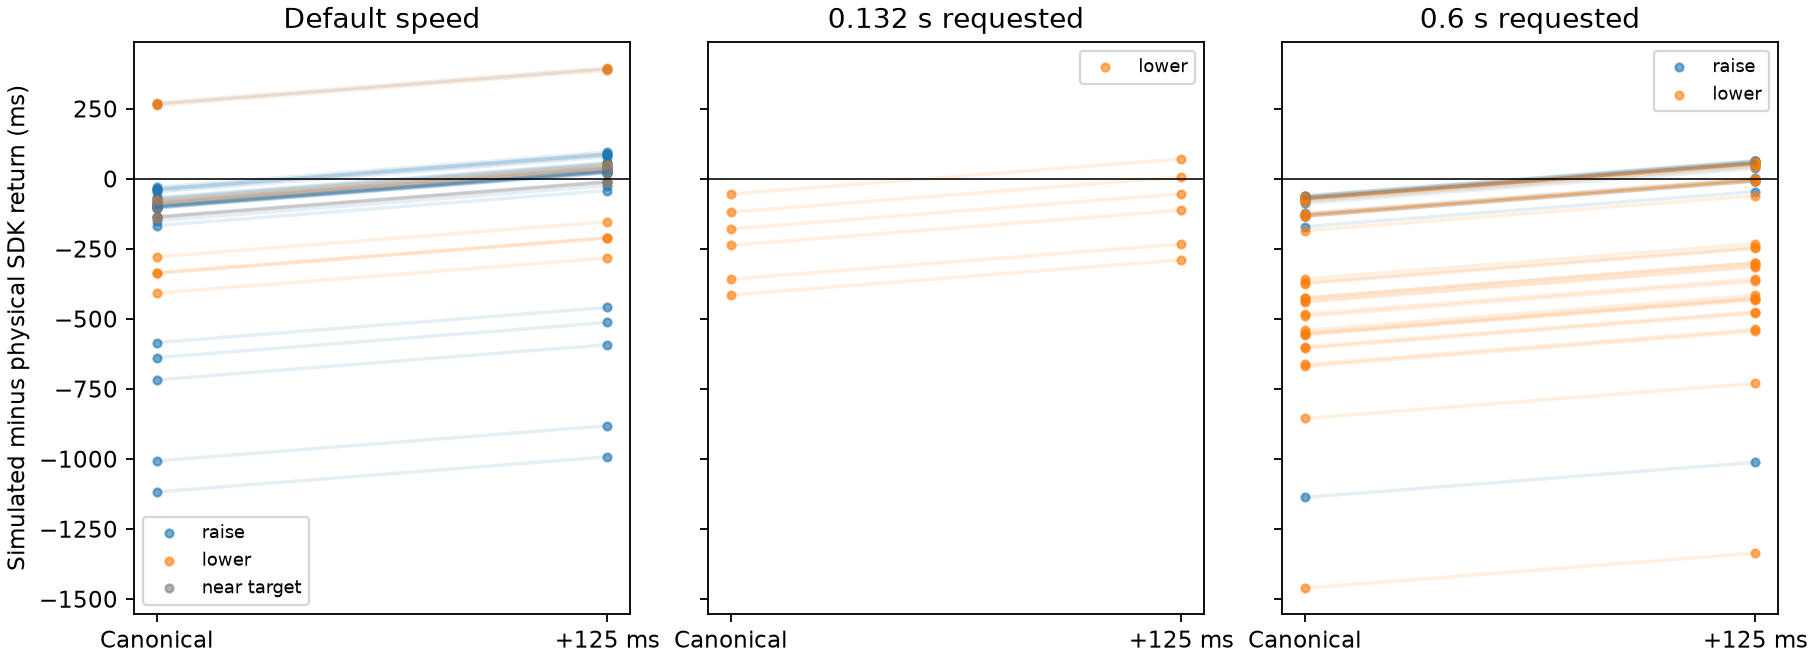 Default speed
0.132 s requested
0.6 s requested
Simulated minus physical SDK return (ms)
250
0
−250
−500
−750
−1000
−1250
−1500
raise
lower
near target
lower
raise
lower
Canonical
+125 ms
Canonical
+125 ms
Canonical
+125 ms